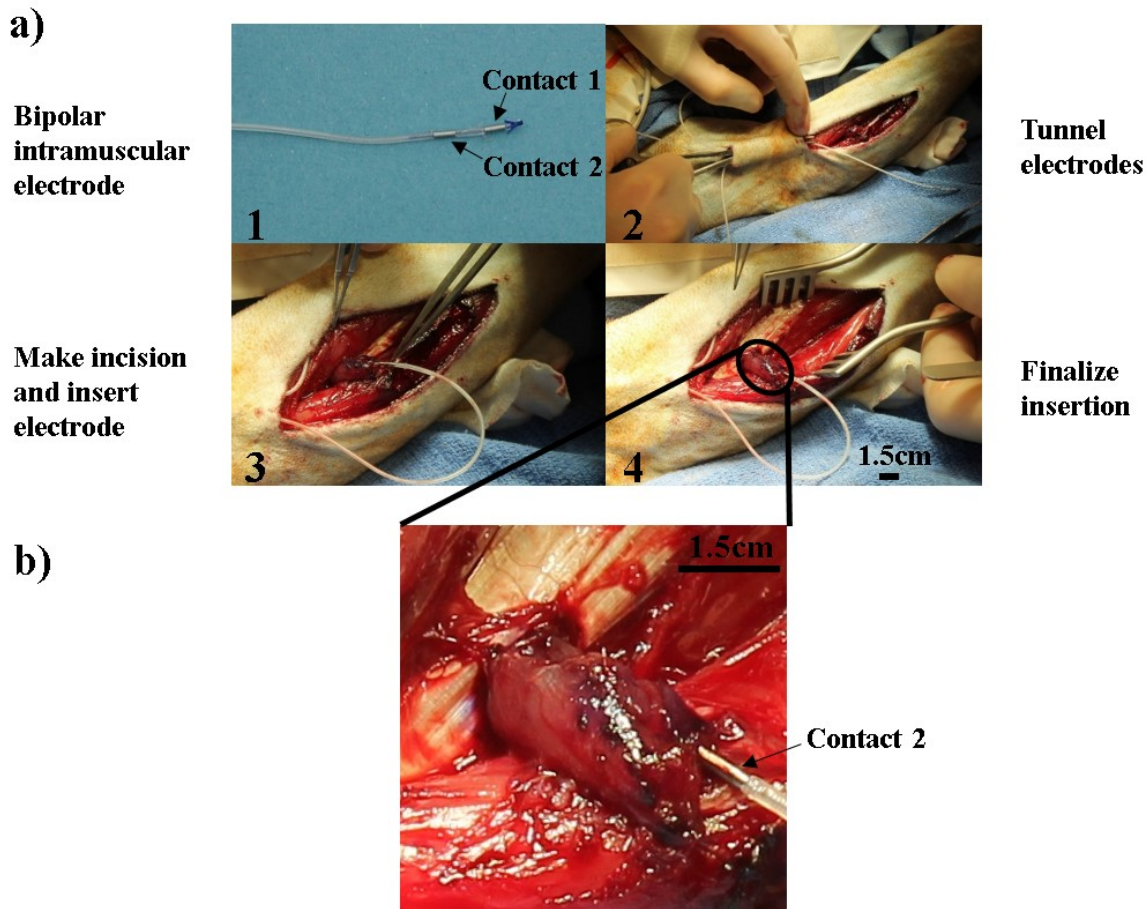 a)
Bipolar
intramuscular
electrode
Contact 1
Contact 2
1
2
Tunnel
electrodes
Make incision
and insert
electrode
3
4
1.5cm
Finalize
insertion
b)
1.5cm
Contact 2